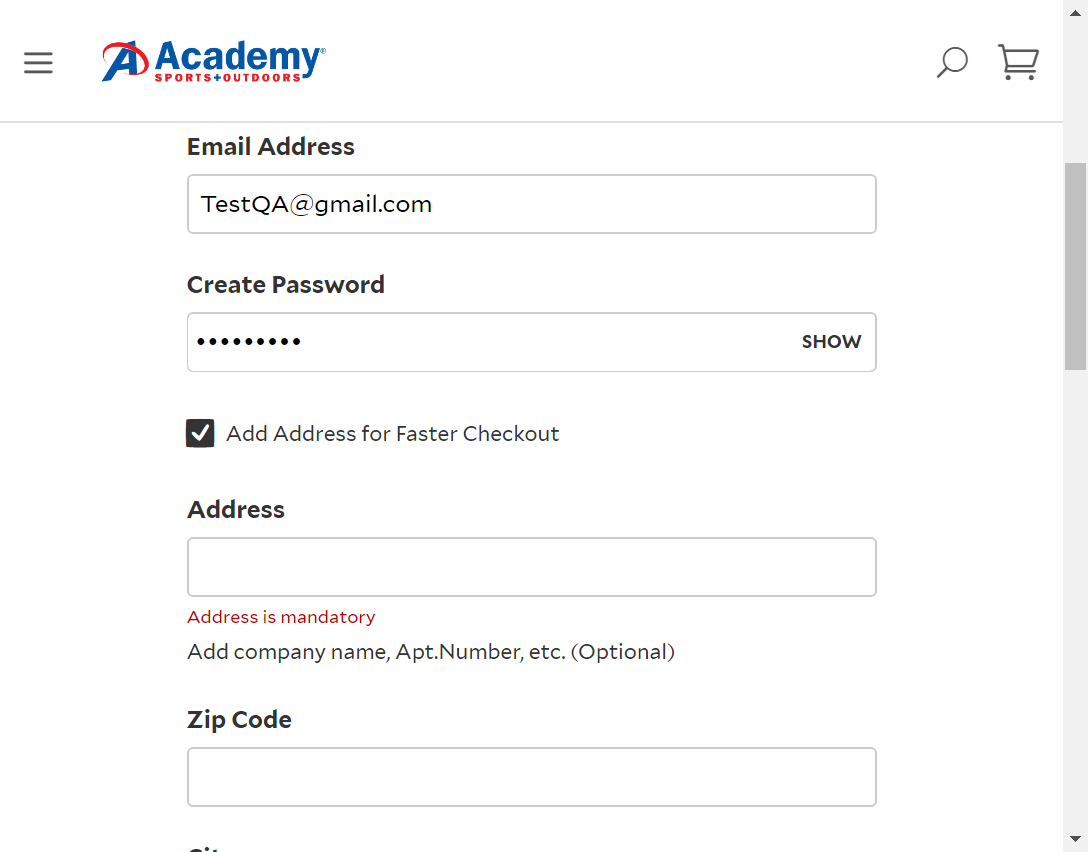 Academy®
SPORTS+OUTDOORS
Email Address
TestQA@gmail.com
Create Password
•••••••••
SHOW
Add Address for Faster Checkout
Address
Address is mandatory
Add company name, Apt.Number, etc. (Optional)
Zip Code